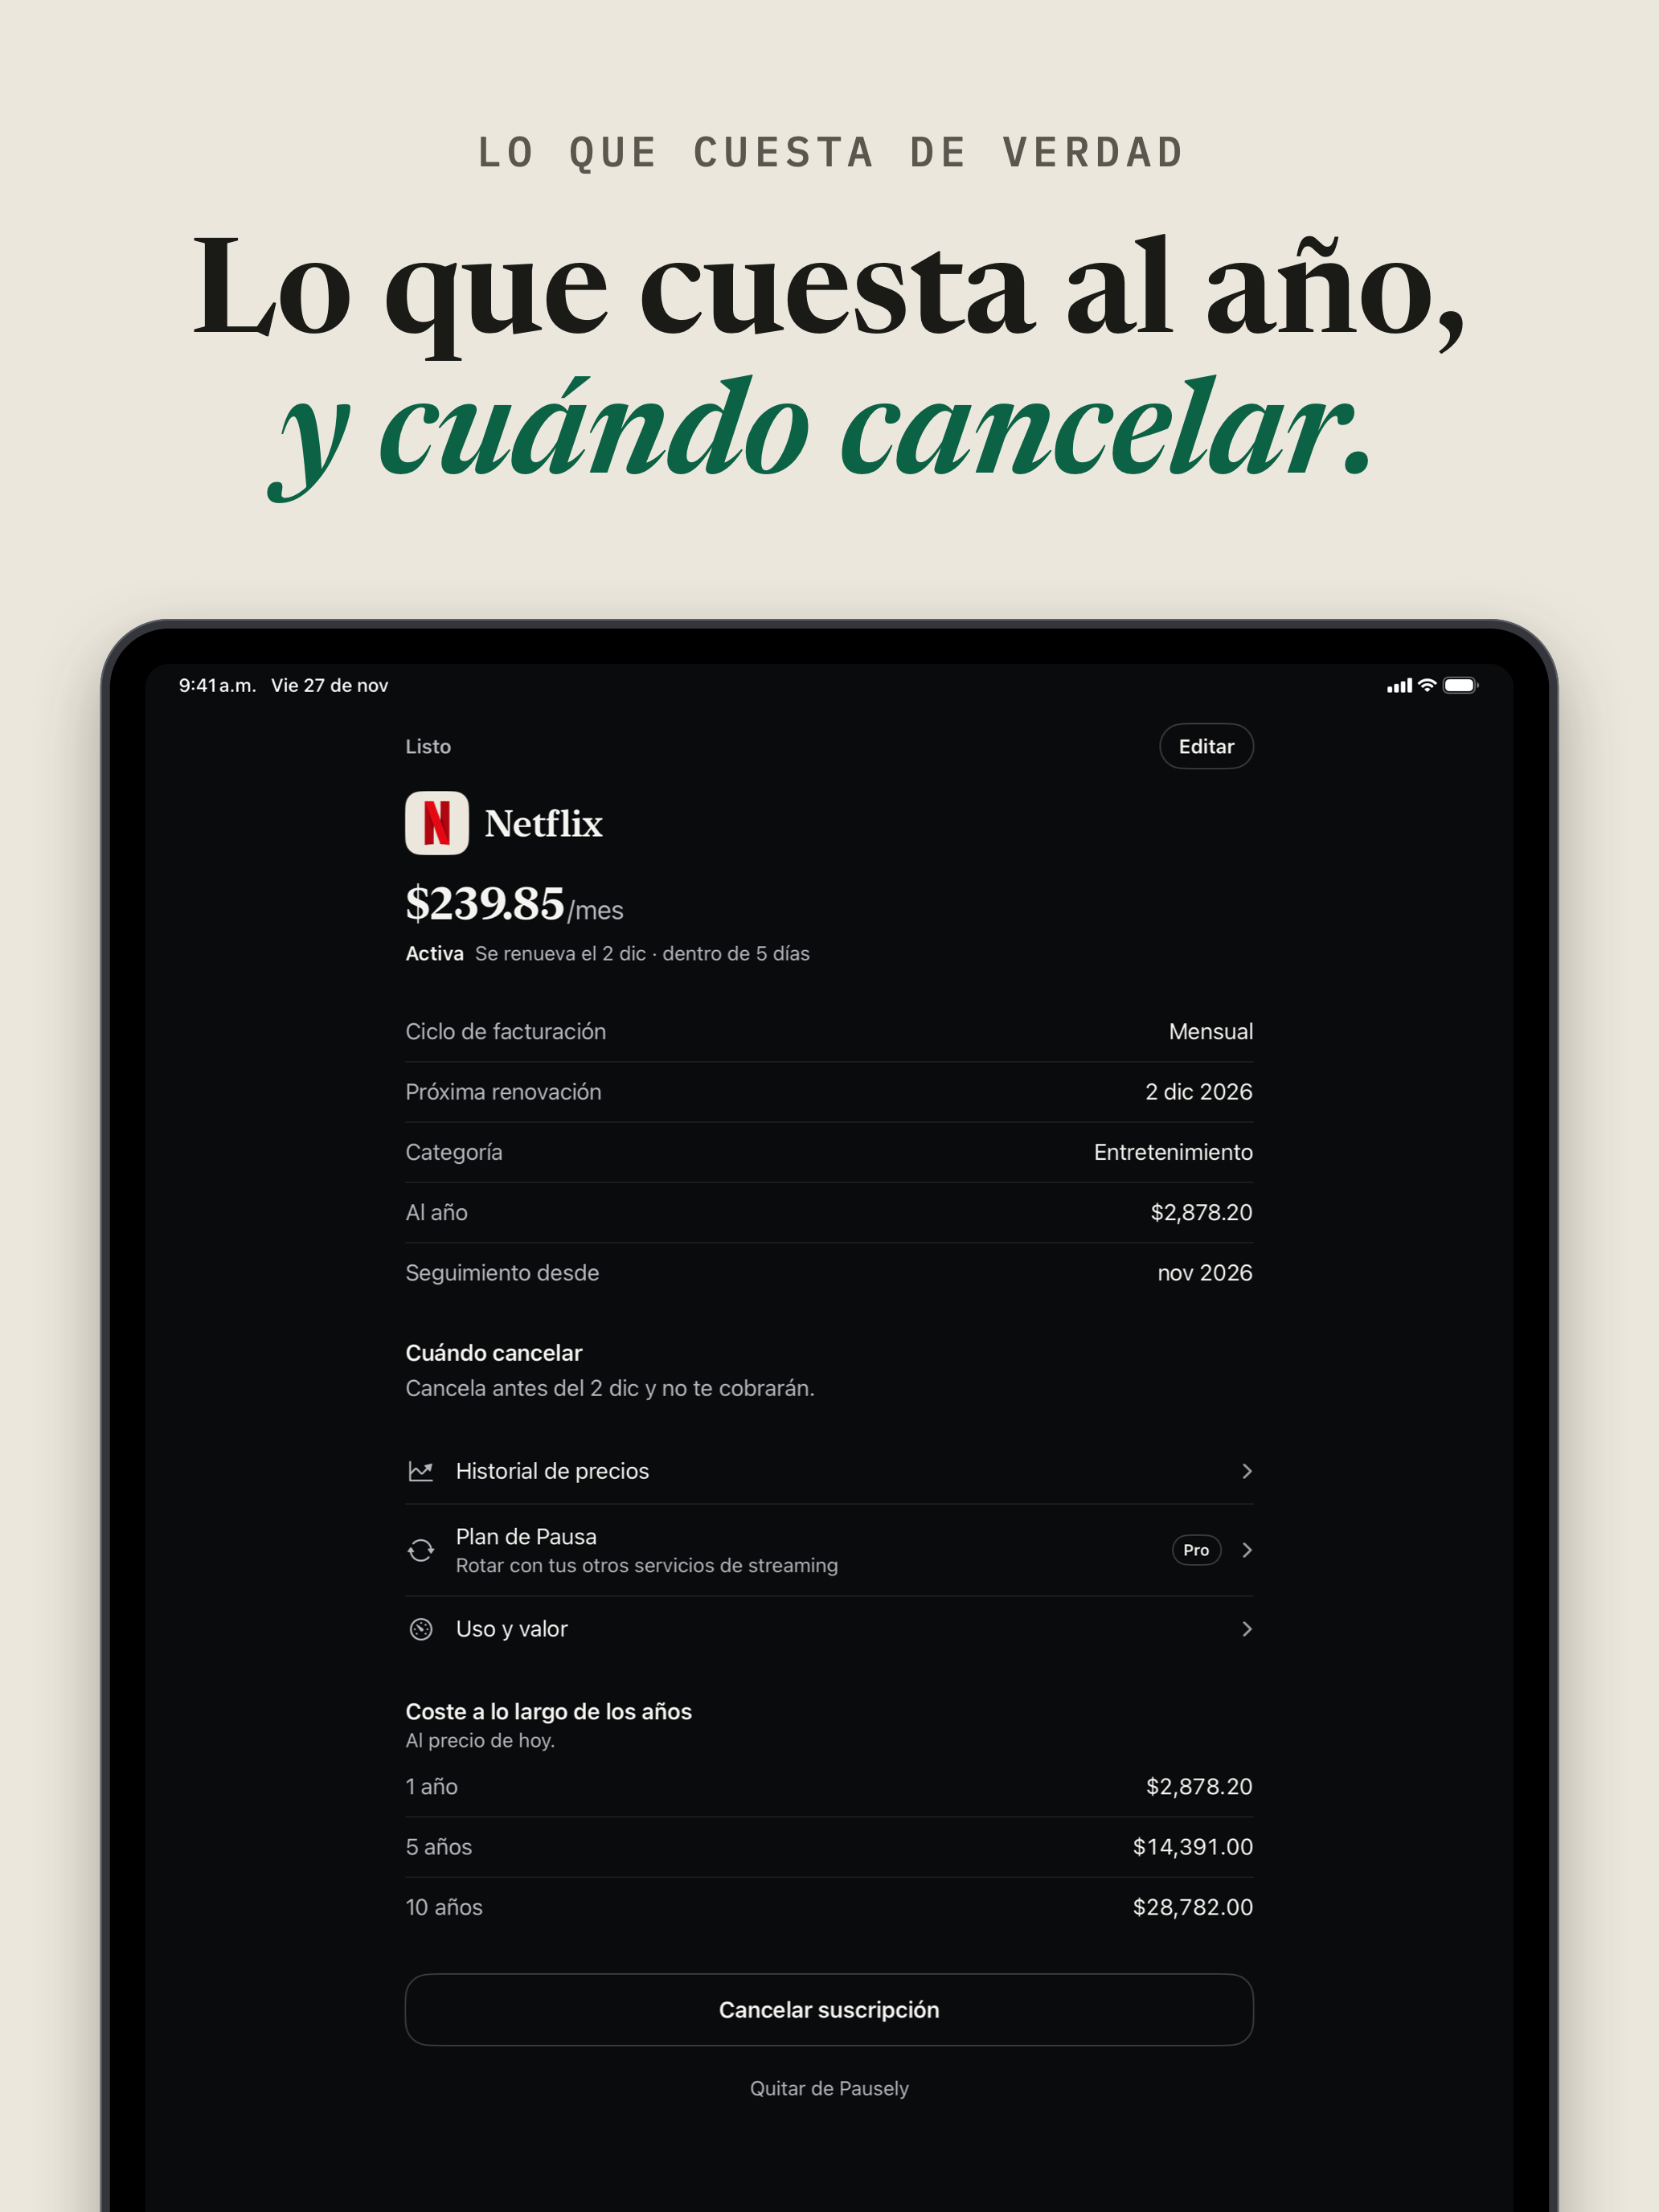 LO QUE CUESTA DE VERDAD
Lo que cuesta al año,
y cuándo cancelar.
9:41 a.m. Vie 27 de nov
Listo
Editar
N
Netflix
$239.85/mes
Activa Se renueva el 2 dic · dentro de 5 días
Ciclo de facturación Mensual
Próxima renovación 2 dic 2026
Categoría Entretenimiento
Al año $2,878.20
Seguimiento desde nov 2026
Cuándo cancelar
Cancela antes del 2 dic y no te cobrarán.
Historial de precios
Plan de Pausa
Rotar con tus otros servicios de streaming
Pro
Uso y valor
Coste a lo largo de los años
Al precio de hoy.
1 año $2,878.20
5 años $14,391.00
10 años $28,782.00
Cancelar suscripción
Quitar de Pausely